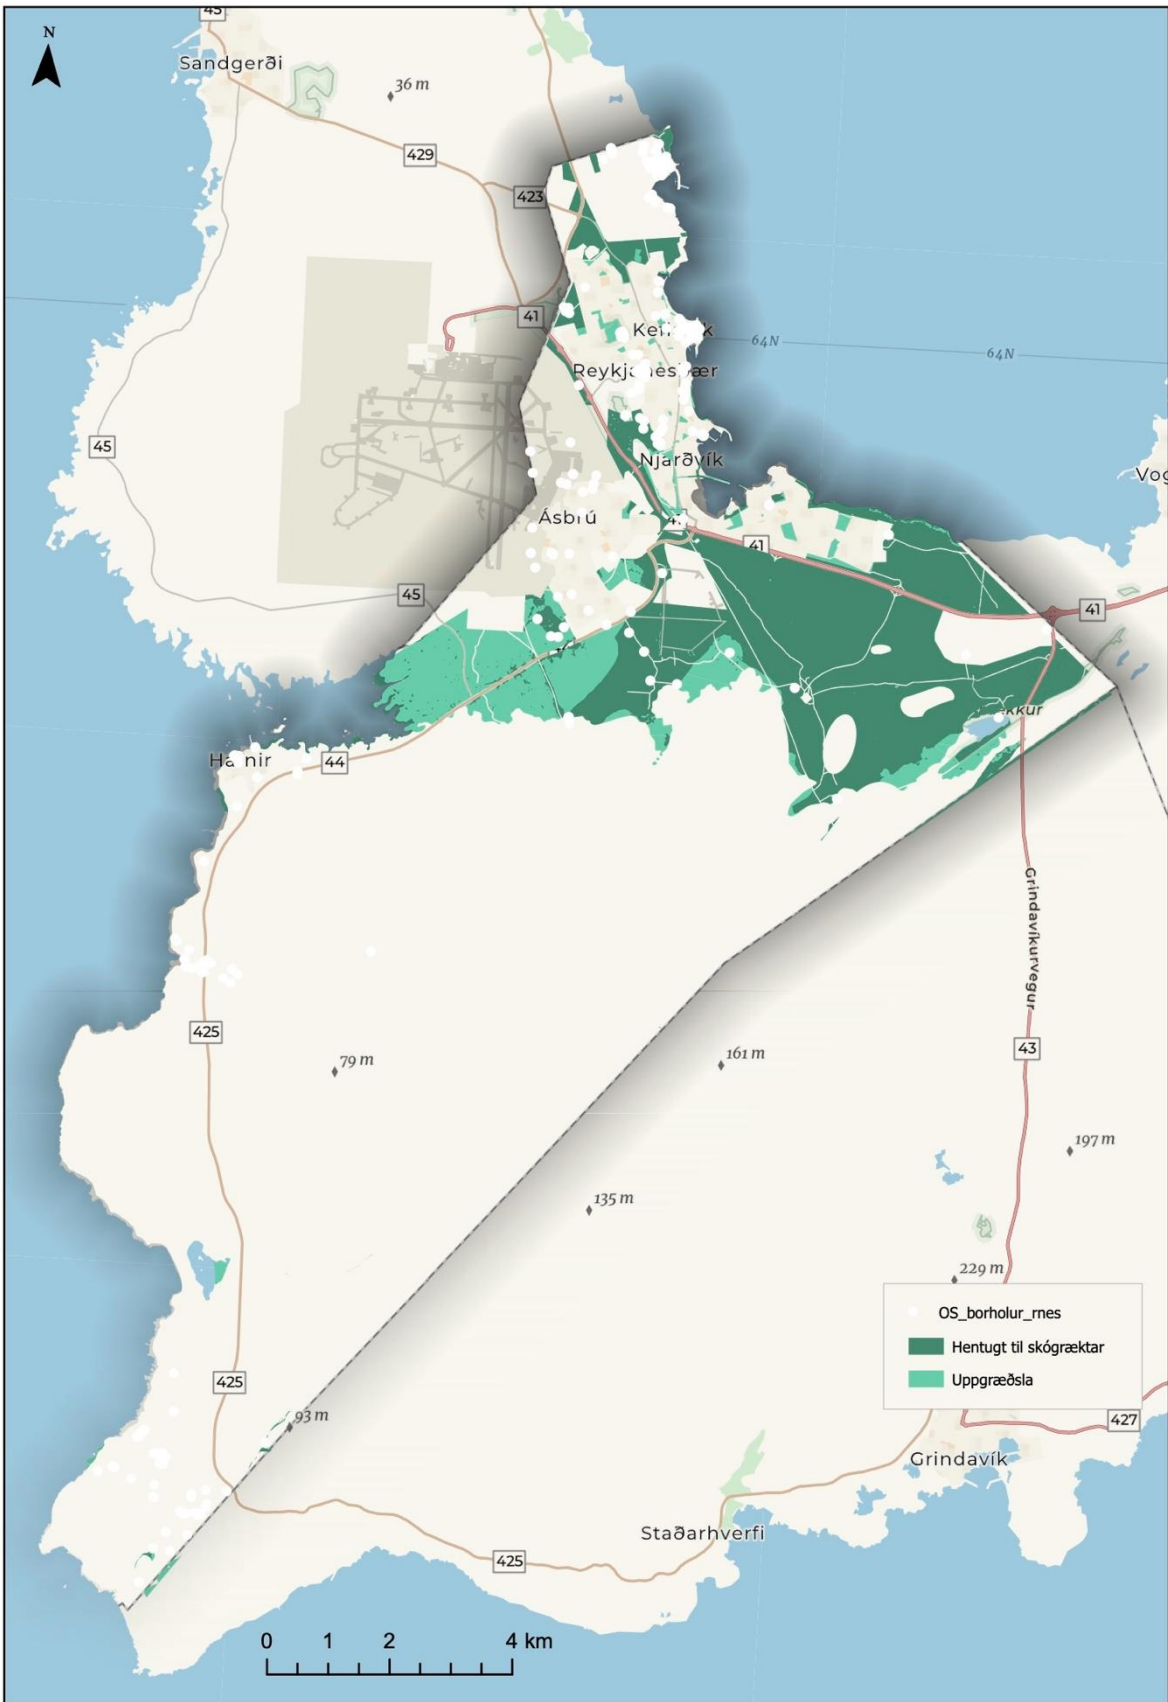 45
N
Sandgerði
36 m
429
423
41
64N
64N
Reykjanesbær
45
Njarðvík
Vog
Ásbrú
41
45
41
44
Grindavíkurvegur
425
79 m
161 m
43
197 m
135 m
229 m
OS_borholur_rnes
Hentugt til skógræktar
Uppgræðsla
425
93 m
427
Grindavík
Staðarhverfi
425
0 1 2 4 km